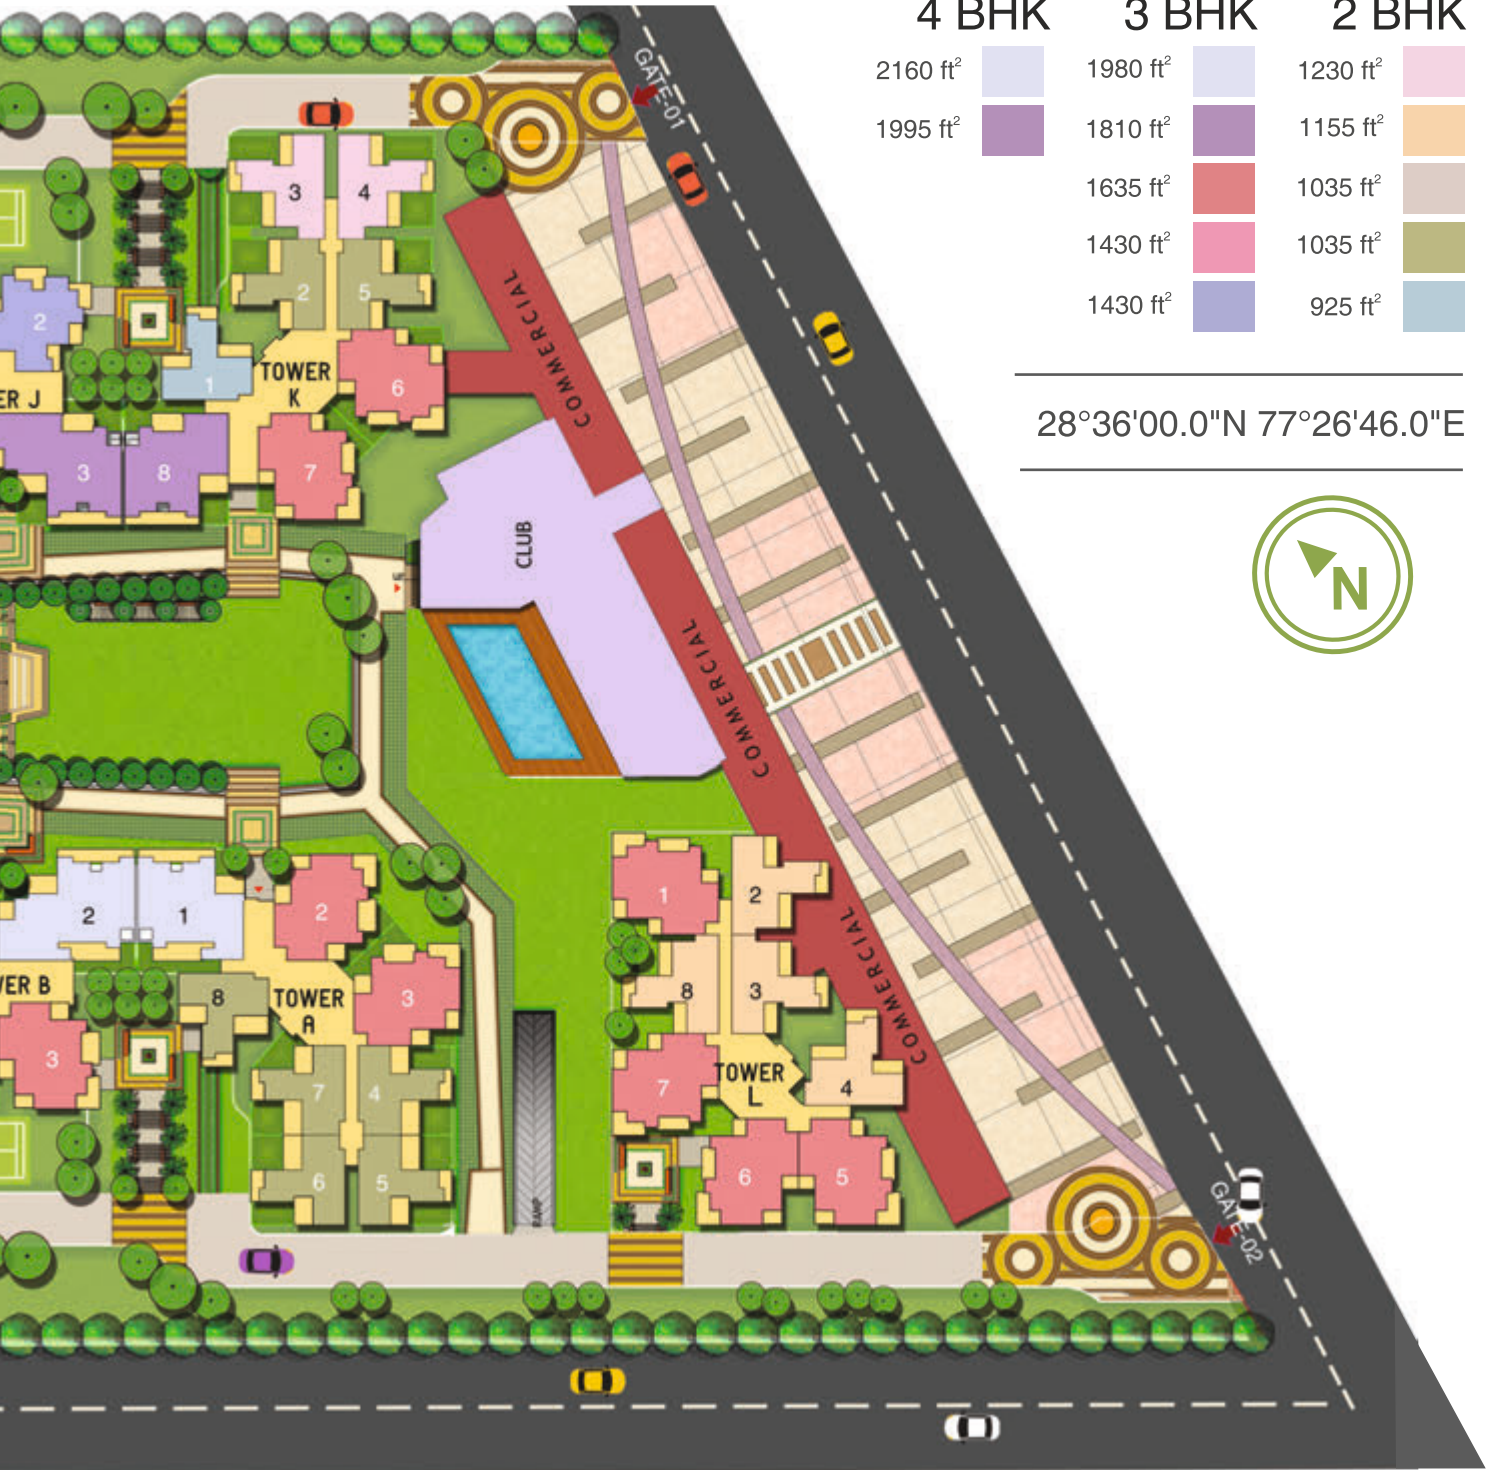 4 BHK 3 BHK 2 BHK
2160 ft² 1980 ft² 1230 ft²
1995 ft² 1810 ft² 1155 ft²
1635 ft² 1035 ft²
1430 ft² 1035 ft²
1430 ft² 925 ft²
28°36'00.0"N 77°26'46.0"E
N
GATE-01
3 4
2 5
COMMERCIAL
2
1
TOWER
K
6
ER J
3 8
7
CLUB
COMMERCIAL
2 1
2
1
2
ER B
8
TOWER
A
3
8
3
COMMERCIAL
3
7 4
7
TOWER
L
4
6 5
6 5
RAMP
GATE-02